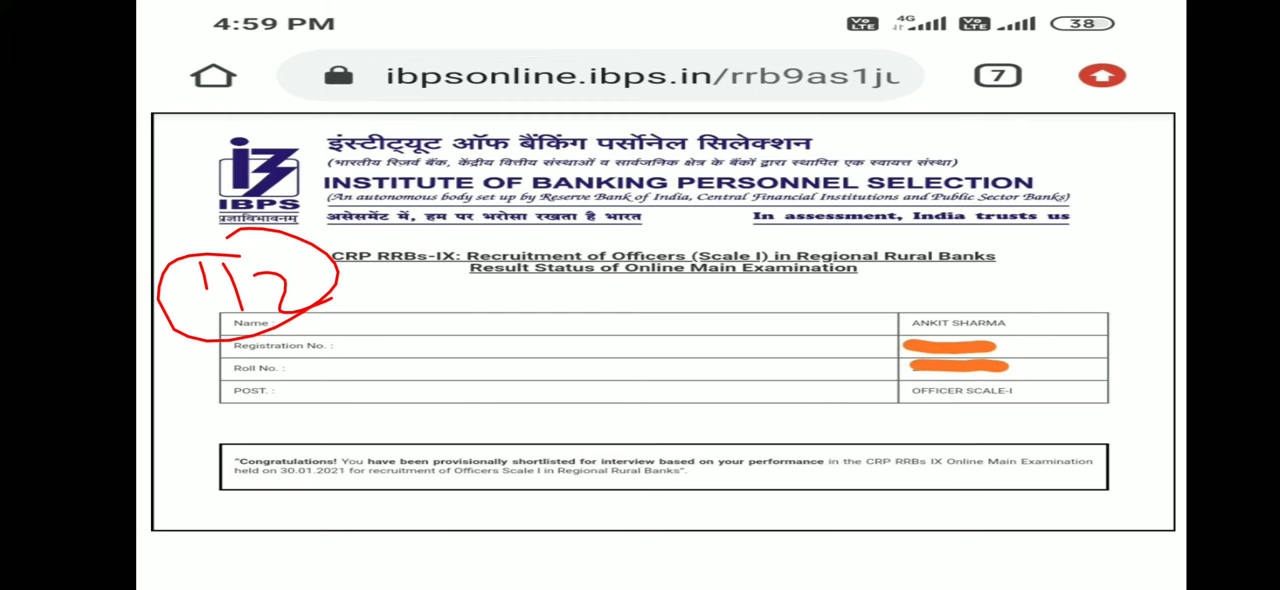 4:59 PM
Vo LTE 4G Vo LTE 38
ibpsonline.ibps.in/rrb9as1ju
7
इंस्टीट्यूट ऑफ बैंकिंग पर्सोनेल सिलेक्शन
(भारतीय रिज़र्व बैंक, केंद्रीय वित्तीय संस्थाओं व सार्वजनिक क्षेत्र के बैंकों द्वारा स्थापित एक स्वायत्त संस्था)
INSTITUTE OF BANKING PERSONNEL SELECTION
(An autonomous body set up by Reserve Bank of India, Central Financial Institutions and Public Sector Banks)
IBPS
प्रज्ञाविभावनम्
असेसमेंट में, हम पर भरोसा रखता है भारत In assessment, India trusts us
CRP RRBs-IX: Recruitment of Officers (Scale I) in Regional Rural Banks
Result Status of Online Main Examination
Name : ANKIT SHARMA
Registration No. :
Roll No. :
POST. : OFFICER SCALE-I
"Congratulations! You have been provisionally shortlisted for interview based on your performance in the CRP RRBs IX Online Main Examination
held on 30.01.2021 for recruitment of Officers Scale I in Regional Rural Banks".